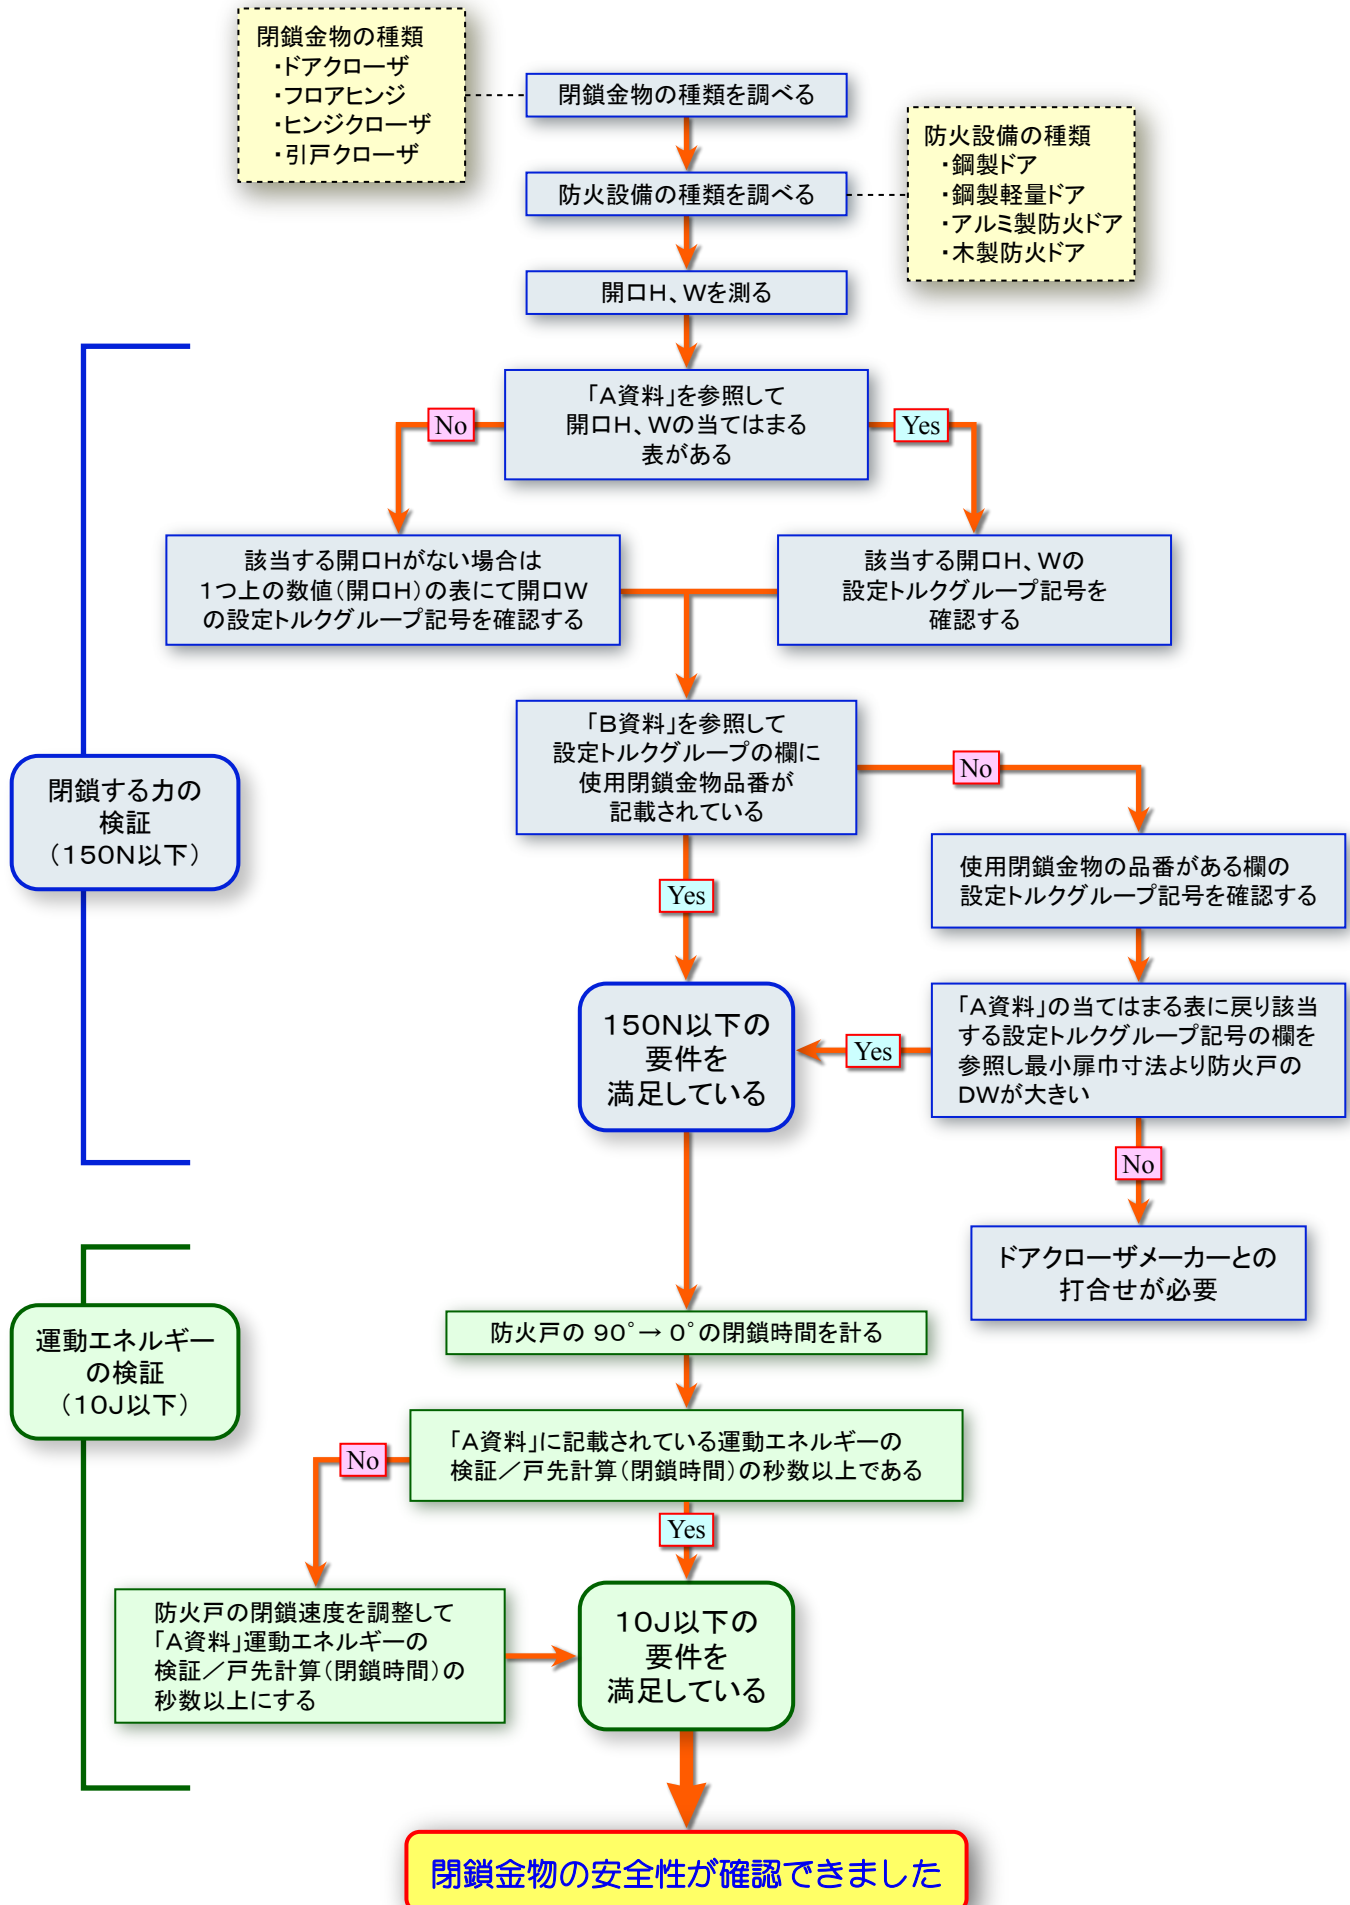 閉鎖金物の種類
・ドアクローザ
・フロアヒンジ
・ヒンジクローザ
・引戸クローザ
閉鎖金物の種類を調べる
防火設備の種類
・鋼製ドア
・鋼製軽量ドア
・アルミ製防火ドア
・木製防火ドア
防火設備の種類を調べる
開口H、Wを測る
「A資料」を参照して
開口H、Wの当てはまる
表がある
No
Yes
該当する開口Hがない場合は
1つ上の数値(開口H)の表にて開口W
の設定トルクグループ記号を確認する
該当する開口H、Wの
設定トルクグループ記号を
確認する
「B資料」を参照して
設定トルクグループの欄に
使用閉鎖金物品番が
記載されている
No
閉鎖する力の
検証
(150N以下)
Yes
使用閉鎖金物の品番がある欄の
設定トルクグループ記号を確認する
150N以下の
要件を
満足している
Yes
「A資料」の当てはまる表に戻り該当
する設定トルクグループ記号の欄を
参照し最小扉巾寸法より防火戸の
DWが大きい
No
ドアクローザメーカーとの
打合せが必要
防火戸の 90°→ 0°の閉鎖時間を計る
運動エネルギー
の検証
(10J以下)
「A資料」に記載されている運動エネルギーの
検証/戸先計算(閉鎖時間)の秒数以上である
No
Yes
防火戸の閉鎖速度を調整して
「A資料」運動エネルギーの
検証/戸先計算(閉鎖時間)の
秒数以上にする
10J以下の
要件を
満足している
閉鎖金物の安全性が確認できました